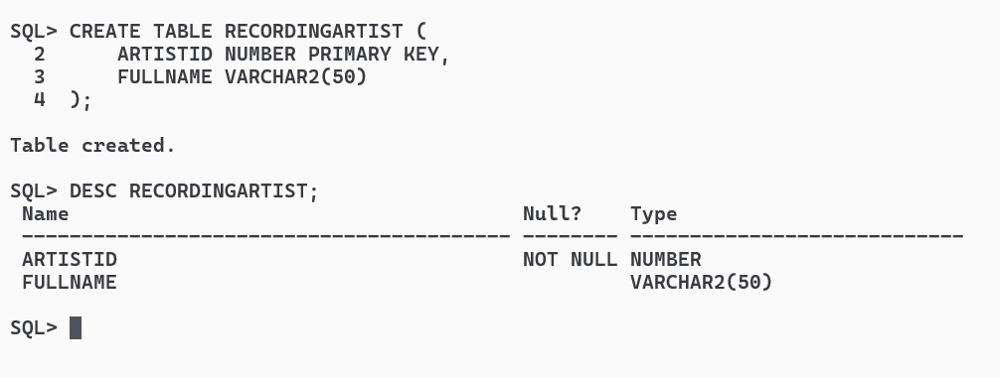 SQL> CREATE TABLE RECORDINGARTIST (
  2      ARTISTID NUMBER PRIMARY KEY,
  3      FULLNAME VARCHAR2(50)
  4  );
Table created.
SQL> DESC RECORDINGARTIST;
 Name                                      Null?    Type
 ----------------------------------------- -------- ----------------------------
 ARTISTID                                  NOT NULL NUMBER
 FULLNAME                                           VARCHAR2(50)
SQL>